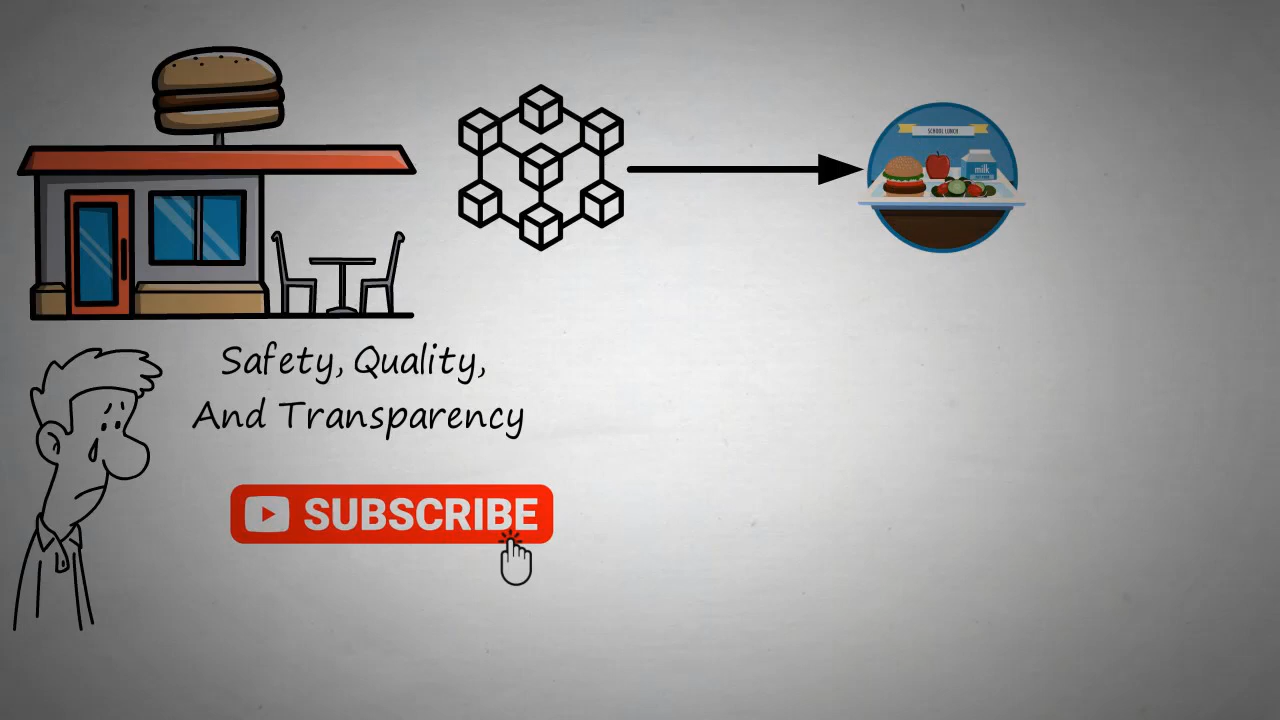 SCHOOL LUNCH
milk
Safety, Quality,
And Transparency
SUBSCRIBE